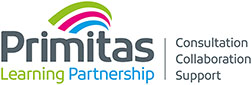 Primitas
Learning Partnership
Consultation
Collaboration
Support